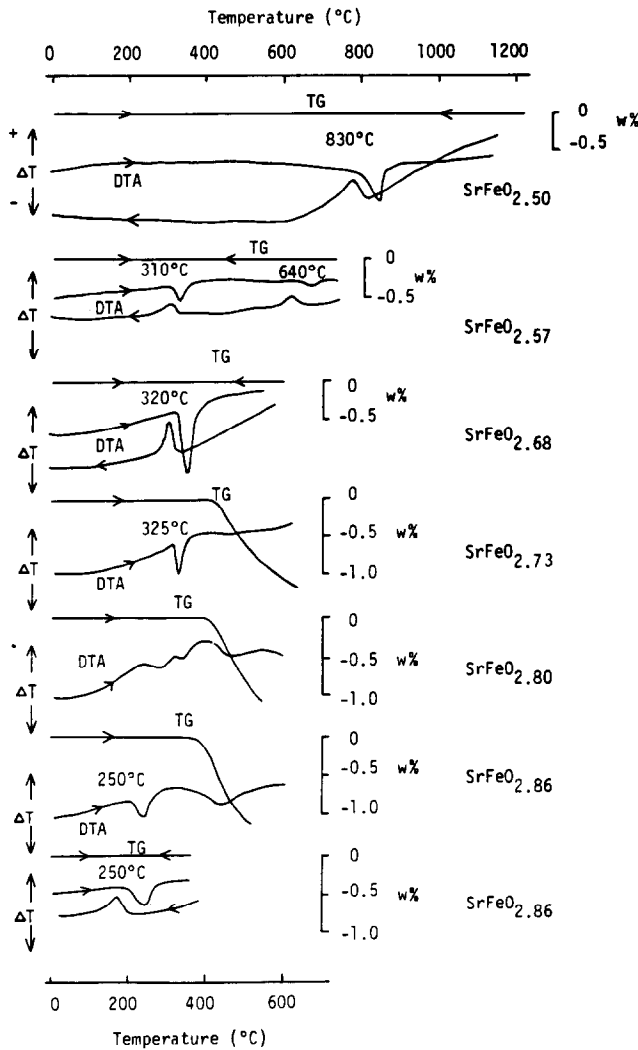 Temperature (°C)
0 200 400 600 800 1000 1200
TG
0
-0.5
w%
830°C
+
ΔT
-
DTA
SrFeO2.50
TG
0
-0.5
w%
310°C
640°C
ΔT
DTA
SrFeO2.57
TG
0
-0.5
w%
320°C
ΔT
DTA
SrFeO2.68
TG
0
-0.5
-1.0
w%
325°C
ΔT
DTA
SrFeO2.73
TG
0
-0.5
-1.0
w%
DTA
ΔT
SrFeO2.80
TG
0
-0.5
-1.0
w%
250°C
ΔT
DTA
SrFeO2.86
TG
0
-0.5
-1.0
w%
250°C
ΔT
SrFeO2.86
0 200 400 600
Temperature (°C)